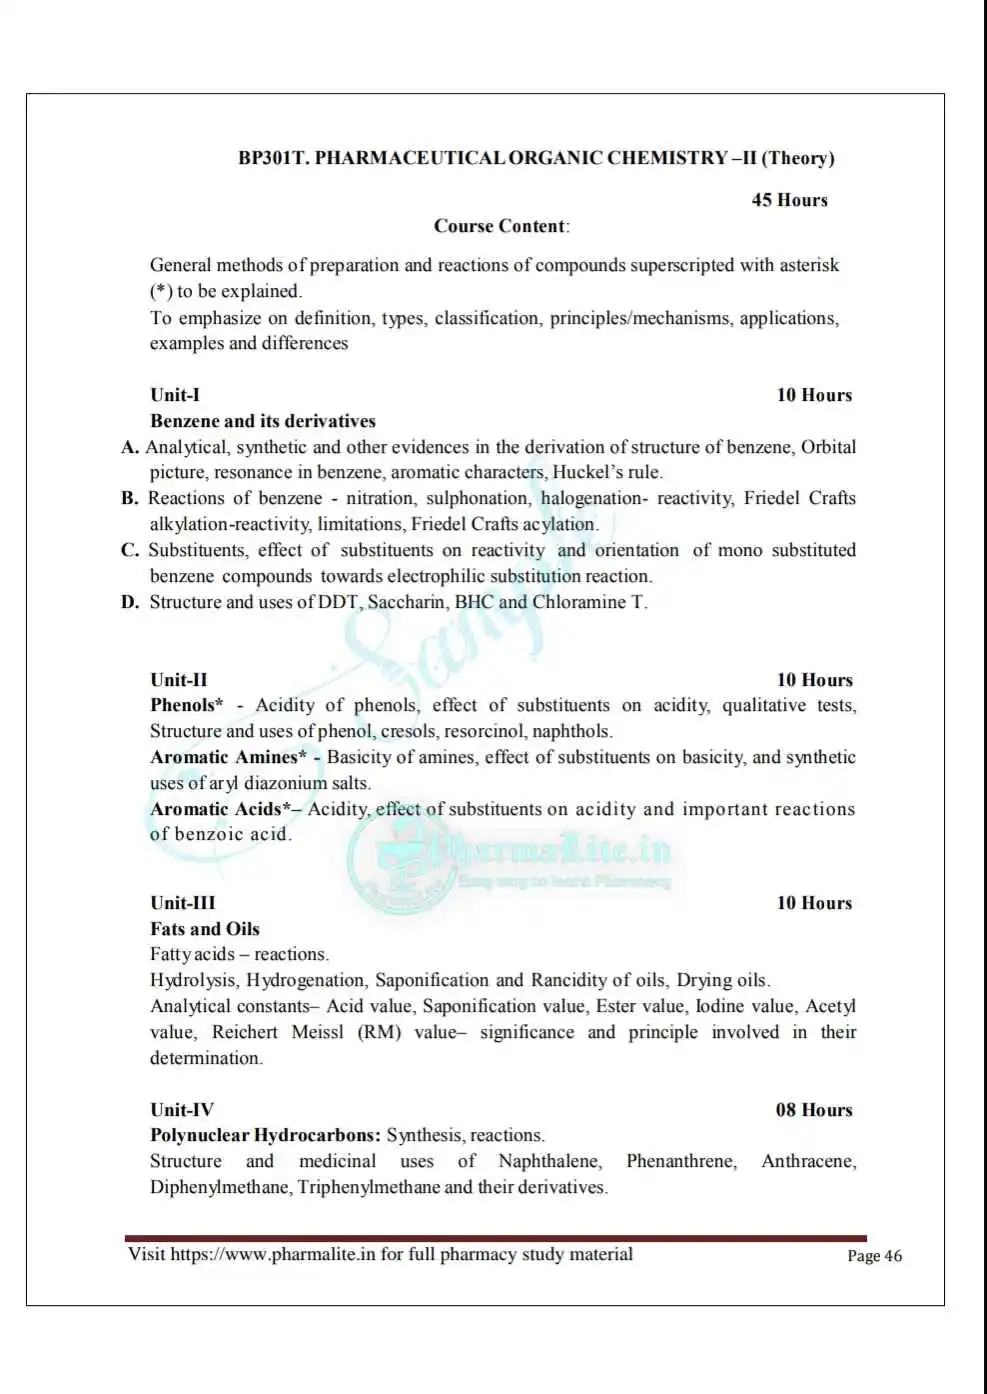 BP301T. PHARMACEUTICAL ORGANIC CHEMISTRY –II (Theory)
45 Hours
Course Content:
General methods of preparation and reactions of compounds superscripted with asterisk
(*) to be explained.
To emphasize on definition, types, classification, principles/mechanisms, applications,
examples and differences
Unit-I 10 Hours
Benzene and its derivatives
A. Analytical, synthetic and other evidences in the derivation of structure of benzene, Orbital
picture, resonance in benzene, aromatic characters, Huckel’s rule.
B. Reactions of benzene - nitration, sulphonation, halogenation- reactivity, Friedel Crafts
alkylation-reactivity, limitations, Friedel Crafts acylation.
C. Substituents, effect of substituents on reactivity and orientation of mono substituted
benzene compounds towards electrophilic substitution reaction.
D. Structure and uses of DDT, Saccharin, BHC and Chloramine T.
Sample
Unit-II 10 Hours
Phenols* - Acidity of phenols, effect of substituents on acidity, qualitative tests,
Structure and uses of phenol, cresols, resorcinol, naphthols.
Aromatic Amines* - Basicity of amines, effect of substituents on basicity, and synthetic
uses of aryl diazonium salts.
Aromatic Acids*– Acidity, effect of substituents on acidity and important reactions
of benzoic acid.
PharmaLite.in
Unit-III 10 Hours
Fats and Oils
Fatty acids – reactions.
Hydrolysis, Hydrogenation, Saponification and Rancidity of oils, Drying oils.
Analytical constants– Acid value, Saponification value, Ester value, Iodine value, Acetyl
value, Reichert Meissl (RM) value– significance and principle involved in their
determination.
Unit-IV 08 Hours
Polynuclear Hydrocarbons: Synthesis, reactions.
Structure and medicinal uses of Naphthalene, Phenanthrene, Anthracene,
Diphenylmethane, Triphenylmethane and their derivatives.
Visit https://www.pharmalite.in for full pharmacy study material Page 46